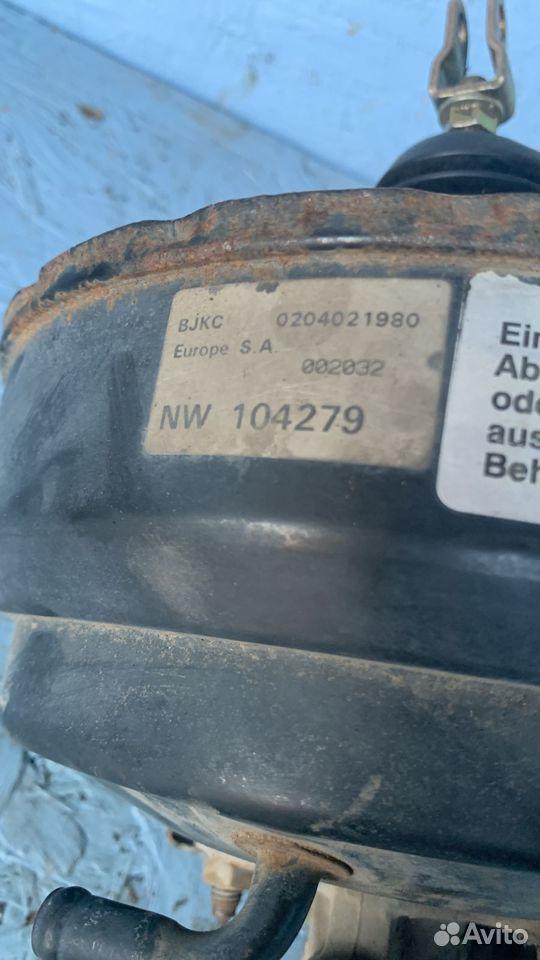 BJKC 0204021980
Europe S.A. 002032
NW 104279
Ein
Ab
ode
aus
Beh
Avito